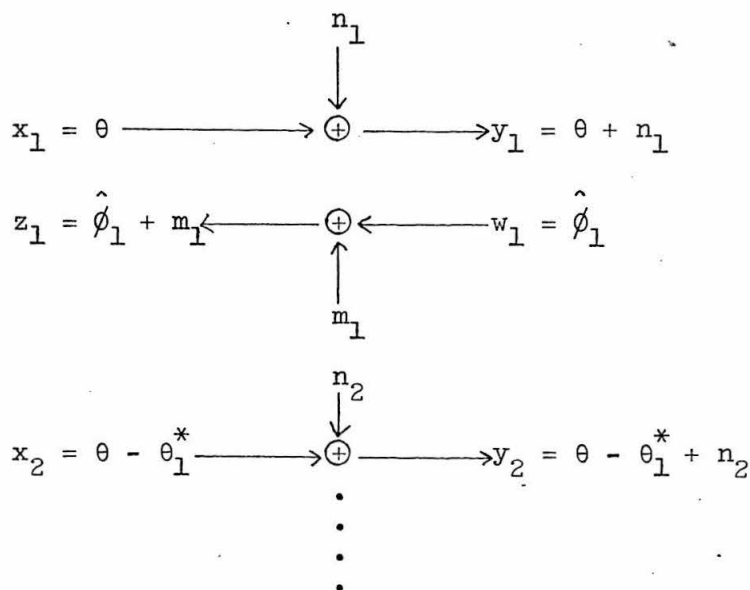 n₁
x₁ = θ ⊕ y₁ = θ + n₁
z₁ = φ̂₁ + m₁ ⊕ w₁ = φ̂₁
m₁
n₂
x₂ = θ - θ₁* ⊕ y₂ = θ - θ₁* + n₂